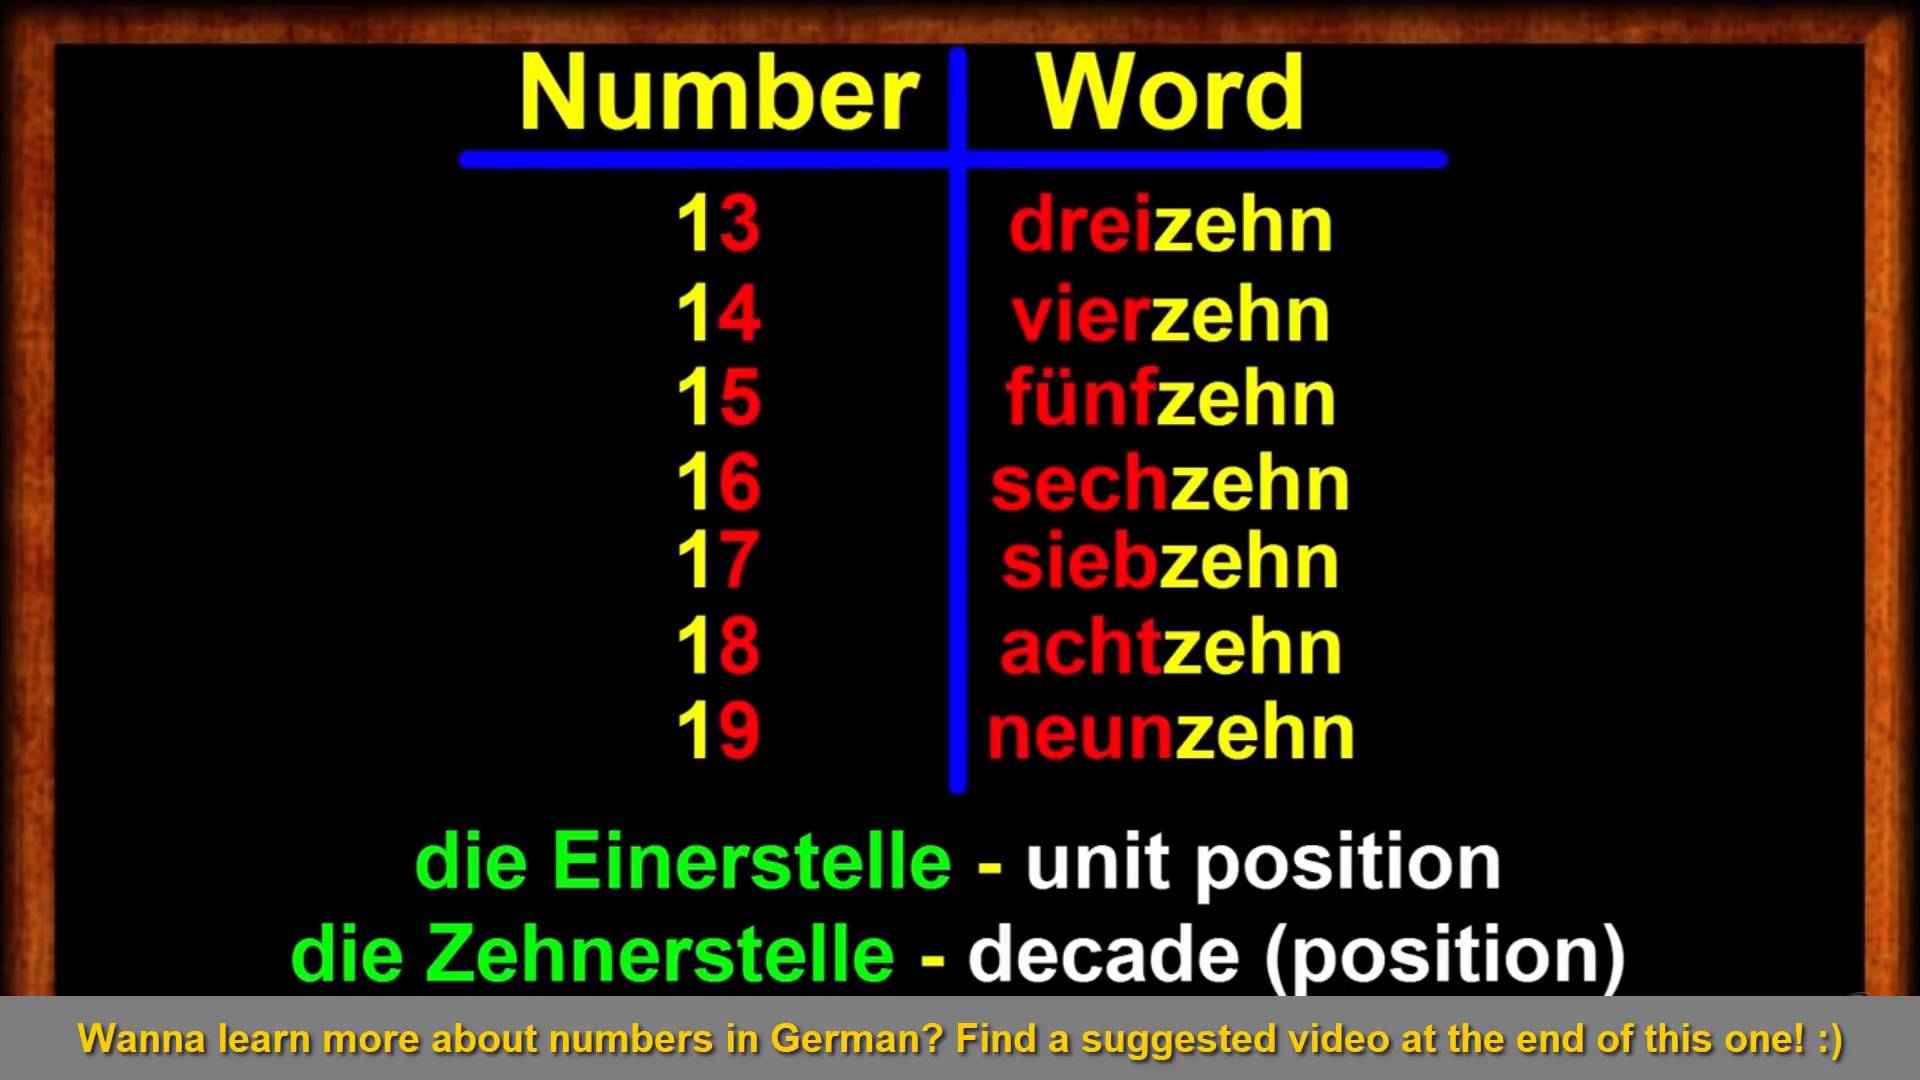 Number Word
13 dreizehn
14 vierzehn
15 fünfzehn
16 sechzehn
17 siebzehn
18 achtzehn
19 neunzehn
die Einerstelle - unit position
die Zehnerstelle - decade (position)
Wanna learn more about numbers in German? Find a suggested video at the end of this one! :)